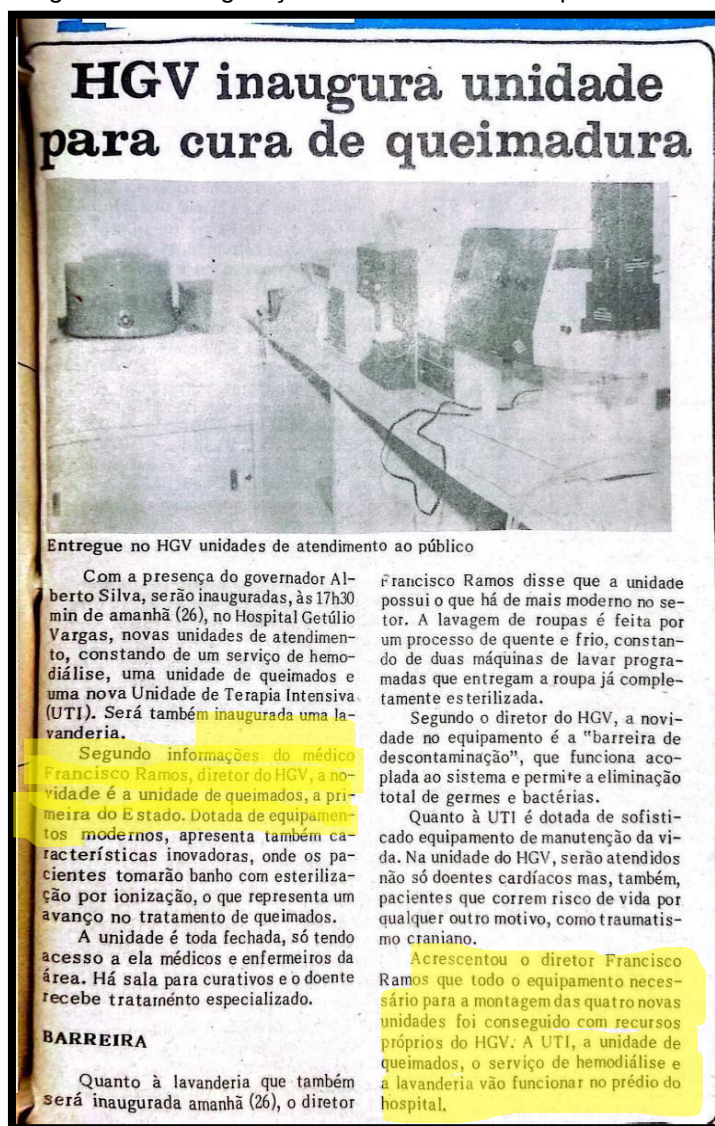 HGV inaugura unidade
para cura de queimadura
Entregue no HGV unidades de atendimento ao público
Com a presença do governador Al-
berto Silva, serão inauguradas, às 17h30
min de amanhã (26), no Hospital Getúlio
Vargas, novas unidades de atendimen-
to, constando de um serviço de hemo-
diálise, uma unidade de queimados e
uma nova Unidade de Terapia Intensiva
(UTI). Será também inaugurada uma la-
vanderia.
Segundo informações do médico
Francisco Ramos, diretor do HGV, a no-
vidade é a unidade de queimados, a pri-
meira do Estado. Dotada de equipamen-
tos modernos, apresenta também ca-
racterísticas inovadoras, onde os pa-
cientes tomarão banho com esteriliza-
ção por ionização, o que representa um
avanço no tratamento de queimados.
A unidade é toda fechada, só tendo
acesso a ela médicos e enfermeiros da
área. Há sala para curativos e o doente
recebe tratamento especializado.
BARREIRA
Quanto à lavanderia que também
será inaugurada amanhã (26), o diretor
Francisco Ramos disse que a unidade
possui o que há de mais moderno no se-
tor. A lavagem de roupas é feita por
um processo de quente e frio, constan-
do de duas máquinas de lavar progra-
madas que entregam a roupa já comple-
tamente esterilizada.
Segundo o diretor do HGV, a novi-
dade no equipamento é a "barreira de
descontaminação", que funciona aco-
plada ao sistema e permite a eliminação
total de germes e bactérias.
Quanto à UTI é dotada de sofisti-
cado equipamento de manutenção da vi-
da. Na unidade do HGV, serão atendidos
não só doentes cardíacos mas, também,
pacientes que correm risco de vida por
qualquer outro motivo, como traumatis-
mo craniano.
Acrescentou o diretor Francisco
Ramos que todo o equipamento neces-
sário para a montagem das quatro novas
unidades foi conseguido com recursos
próprios do HGV. A UTI, a unidade de
queimados, o serviço de hemodiálise e
a lavanderia vão funcionar no prédio do
hospital.